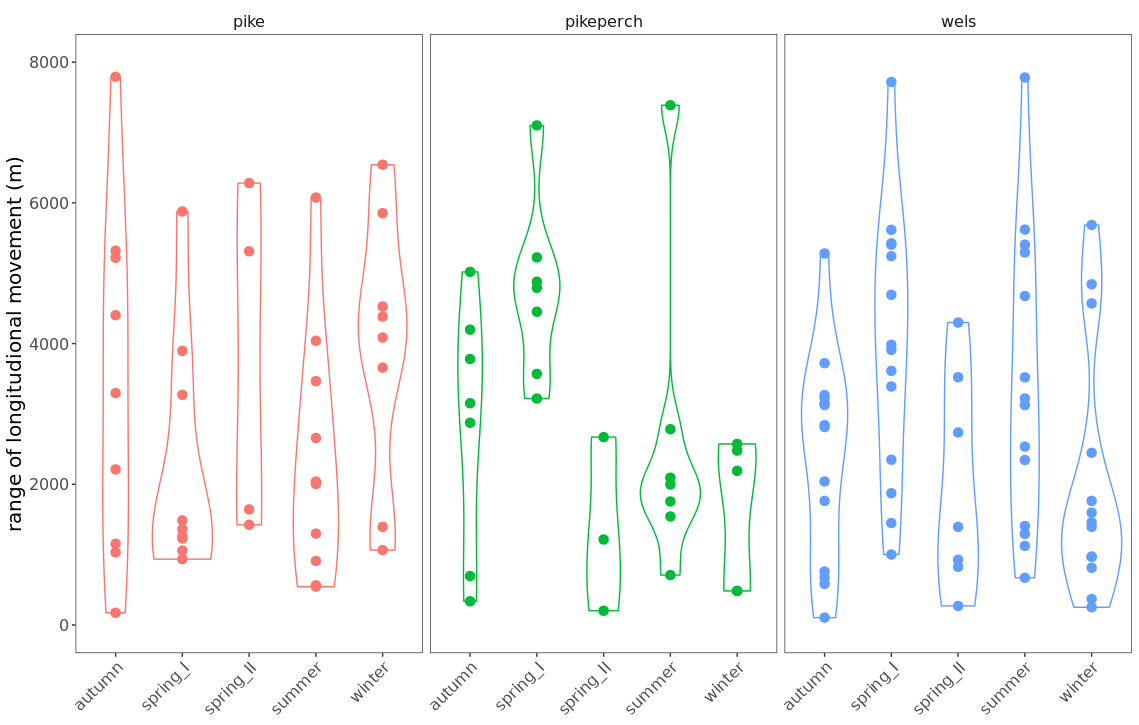 pike pikeperch wels
range of longitudional movement (m)
8000
6000
4000
2000
0
autumn spring_I spring_II summer winter autumn spring_I spring_II summer winter autumn spring_I spring_II summer winter